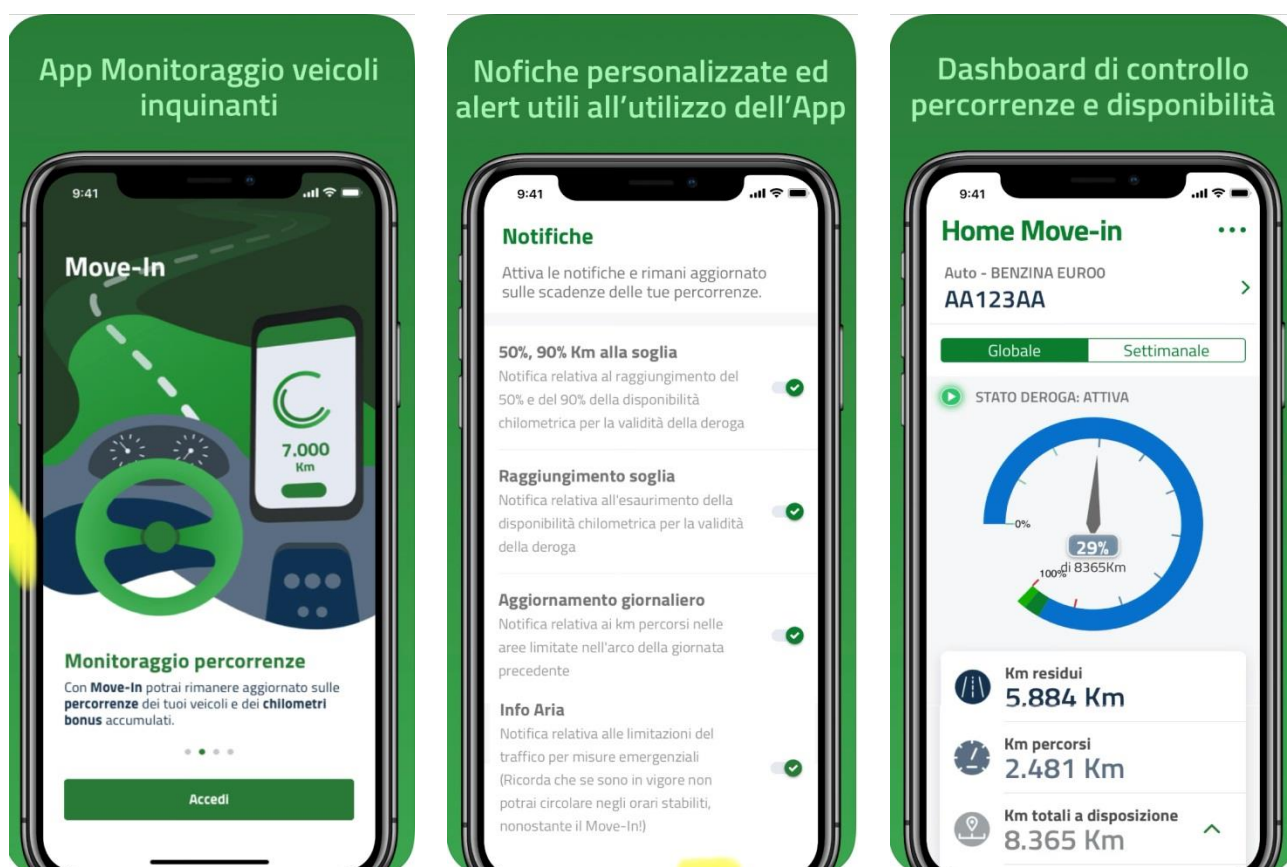 App Monitoraggio veicoli
inquinanti
9:41
Move-In
7.000
Km
Monitoraggio percorrenze
Con Move-In potrai rimanere aggiornato sulle
percorrenze dei tuoi veicoli e dei chilometri
bonus accumulati.
Accedi
Nofiche personalizzate ed
alert utili all'utilizzo dell'App
9:41
Notifiche
Attiva le notifiche e rimani aggiornato
sulle scadenze delle tue percorrenze.
50%, 90% Km alla soglia
Notifica relativa al raggiungimento del
50% e del 90% della disponibilità
chilometrica per la validità della deroga
Raggiungimento soglia
Notifica relativa all'esaurimento della
disponibilità chilometrica per la validità
della deroga
Aggiornamento giornaliero
Notifica relativa ai km percorsi nelle
aree limitate nell'arco della giornata
precedente
Info Aria
Notifica relativa alle limitazioni del
traffico per misure emergenziali
(Ricorda che se sono in vigore non
potrai circolare negli orari stabiliti,
nonostante il Move-In!)
Dashboard di controllo
percorrenze e disponibilità
9:41
Home Move-in
Auto - BENZINA EURO0
AA123AA
Globale
Settimanale
STATO DEROGA: ATTIVA
0%
29%
di 8365Km
100%
Km residui
5.884 Km
Km percorsi
2.481 Km
Km totali a disposizione
8.365 Km